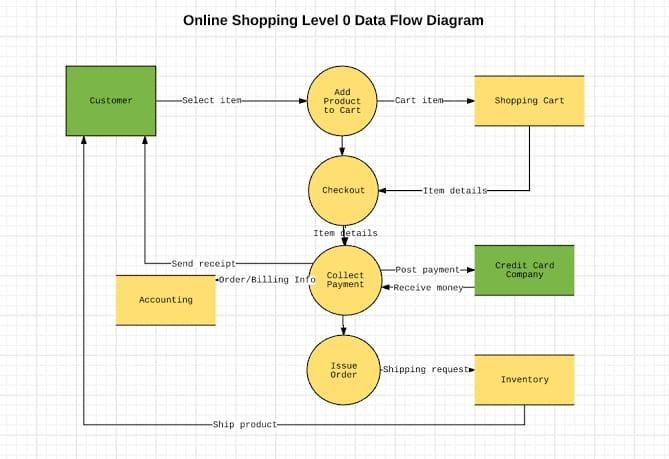 Online Shopping Level 0 Data Flow Diagram
Customer
Select item
Add
Product
to Cart
Cart item
Shopping Cart
Checkout
Item details
Item details
Send receipt
Order/Billing Info
Collect
Payment
Post payment
Receive money
Credit Card
Company
Accounting
Issue
Order
Shipping request
Inventory
Ship product